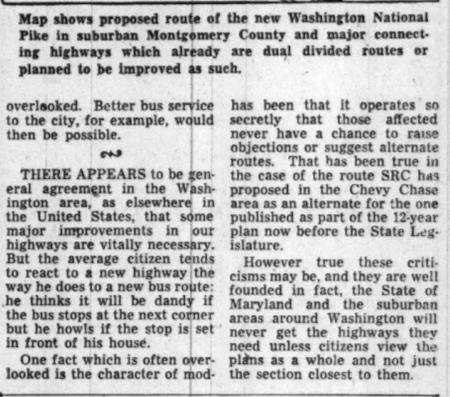 Map shows proposed route of the new Washington National
Pike in suburban Montgomery County and major connect-
ing highways which already are dual divided routes or
planned to be improved as such.
overlooked. Better bus service
to the city, for example, would
then be possible.
THERE APPEARS to be gen-
eral agreement in the Wash-
ington area, as elsewhere in
the United States, that some
major improvements in our
highways are vitally necessary.
But the average citizen tends
to react to a new highway the
way he does to a new bus route:
he thinks it will be dandy if
the bus stops at the next corner
but he howls if the stop is set
in front of his house.
One fact which is often over-
looked is the character of mod-
has been that it operates so
secretly that those affected
never have a chance to raise
objections or suggest alternate
routes. That has been true in
the case of the route SRC has
proposed in the Chevy Chase
area as an alternate for the one
published as part of the 12-year
plan now before the State Leg-
islature.
However true these criti-
cisms may be, and they are well
founded in fact, the State of
Maryland and the suburban
areas around Washington will
never get the highways they
need unless citizens view the
plans as a whole and not just
the section closest to them.